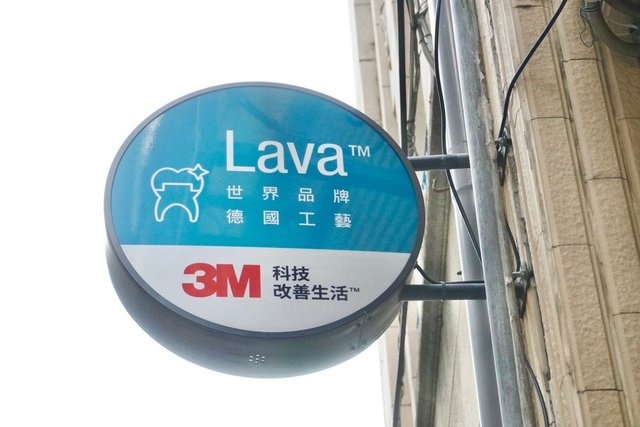 Lava™
世界品牌
德國工藝
3M 科技
改善生活™